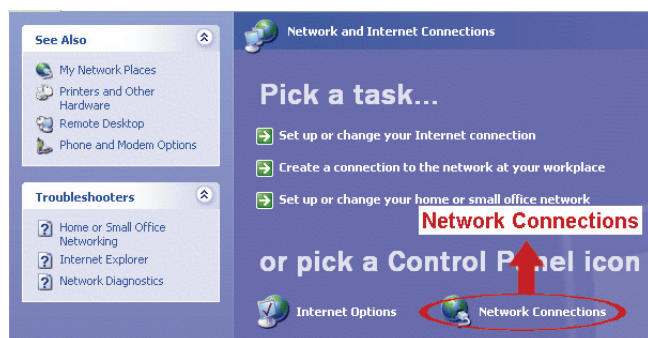 See Also
My Network Places
Printers and Other
Hardware
Remote Desktop
Phone and Modem Options
Troubleshooters
Home or Small Office
Networking
Internet Explorer
Network Diagnostics
Network and Internet Connections
Pick a task...
Set up or change your Internet connection
Create a connection to the network at your workplace
Set up or change your home or small office network
Network Connections
or pick a Control Panel icon
Internet Options
Network Connections